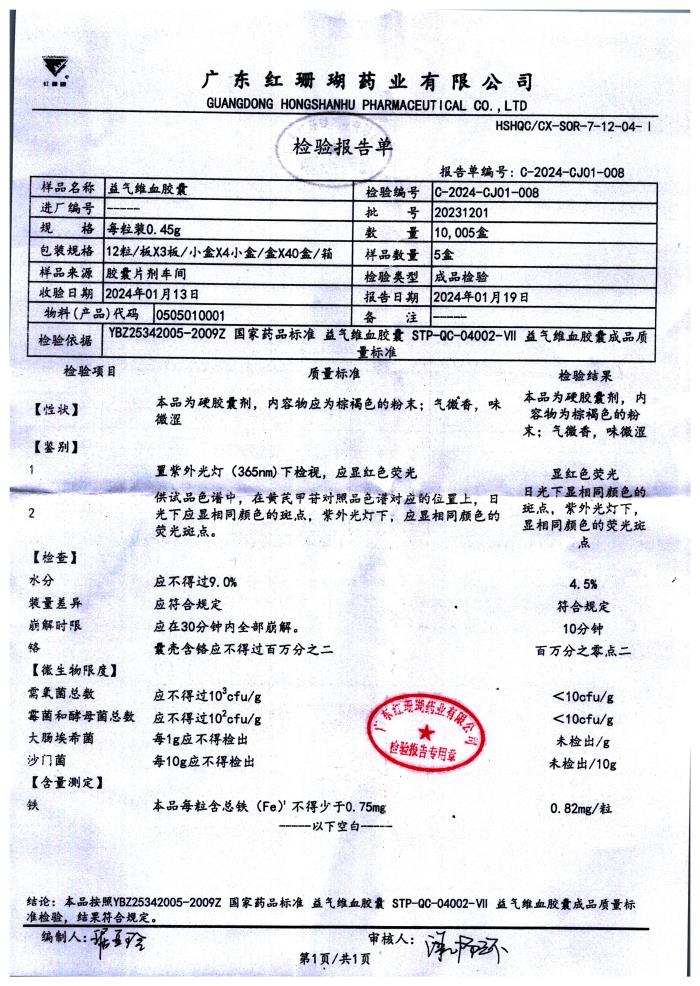 广东红珊瑚药业有限公司
GUANGDONG HONGSHANHU PHARMACEUTICAL CO.,LTD
HSHQC/CX-SOR-7-12-04-Ⅰ
检验报告单
报告单编号：C-2024-CJ01-008
样品名称 益气维血胶囊 检验编号 C-2024-CJ01-008
进厂编号 ----- 批 号 20231201
规 格 每粒装0.45g 数 量 10,005盒
包装规格 12粒/板X3板/小盒X4小盒/盒X40盒/箱 样品数量 5盒
样品来源 胶囊片剂车间 检验类型 成品检验
收验日期 2024年01月13日 报告日期 2024年01月19日
物料(产品)代码 0505010001 备 注 -----
检验依据 YBZ25342005-2009Z 国家药品标准 益气维血胶囊 STP-QC-04002-Ⅶ 益气维血胶囊成品质
量标准
检验项目 质量标准 检验结果
【性状】 本品为硬胶囊剂，内容物应为棕褐色的粉末；气微香，味
微涩
本品为硬胶囊剂，内
容物为棕褐色的粉
末；气微香，味微涩
【鉴别】
1 置紫外光灯（365nm)下检视，应显红色荧光 显红色荧光
2 供试品色谱中，在黄芪甲苷对照品色谱对应的位置上，日
光下应显相同颜色的斑点，紫外光灯下，应显相同颜色的
荧光斑点。
日光下显相同颜色的
斑点，紫外光灯下，
显相同颜色的荧光斑
点
【检查】
水分 应不得过9.0% 4.5%
装量差异 应符合规定 符合规定
崩解时限 应在30分钟内全部崩解。 10分钟
铬 囊壳含铬应不得过百万分之二 百万分之零点二
【微生物限度】
需氧菌总数 应不得过10³cfu/g <10cfu/g
霉菌和酵母菌总数 应不得过10²cfu/g <10cfu/g
大肠埃希菌 每1g应不得检出 未检出/g
沙门菌 每10g应不得检出 未检出/10g
广东红珊瑚药业有限公司
检验报告专用章
【含量测定】
铁 本品每粒含总铁（Fe)' 不得少于0.75mg 0.82mg/粒
-----以下空白-----
结论：本品按照YBZ25342005-2009Z 国家药品标准 益气维血胶囊 STP-QC-04002-Ⅶ 益气维血胶囊成品质量标
准检验，结果符合规定。
编制人： 审核人：
第1页/共1页